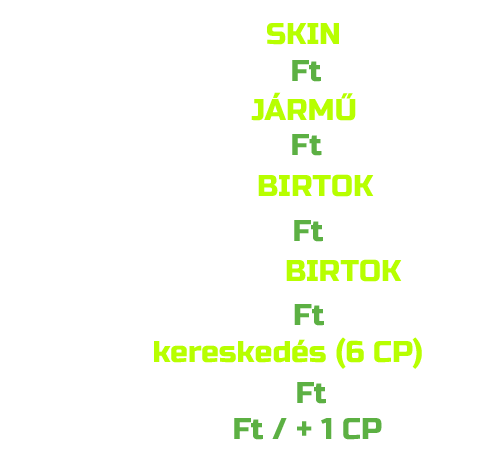 SKIN
Ft
JÁRMŰ
Ft
BIRTOK
Ft
BIRTOK
Ft
kereskedés (6 CP)
Ft
Ft / + 1 CP